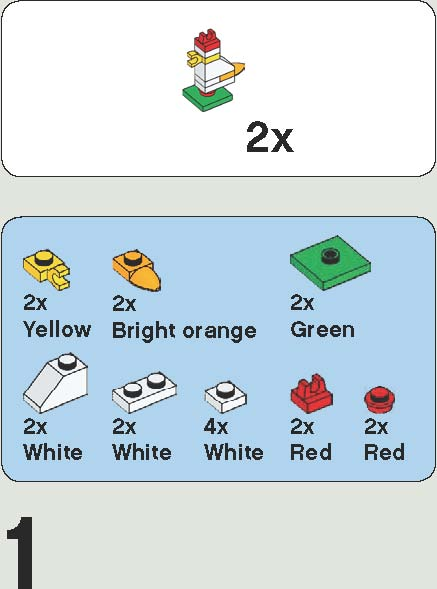 2x
2x 2x 2x
Yellow Bright orange Green
2x 2x 4x 2x 2x
White White White Red Red
1